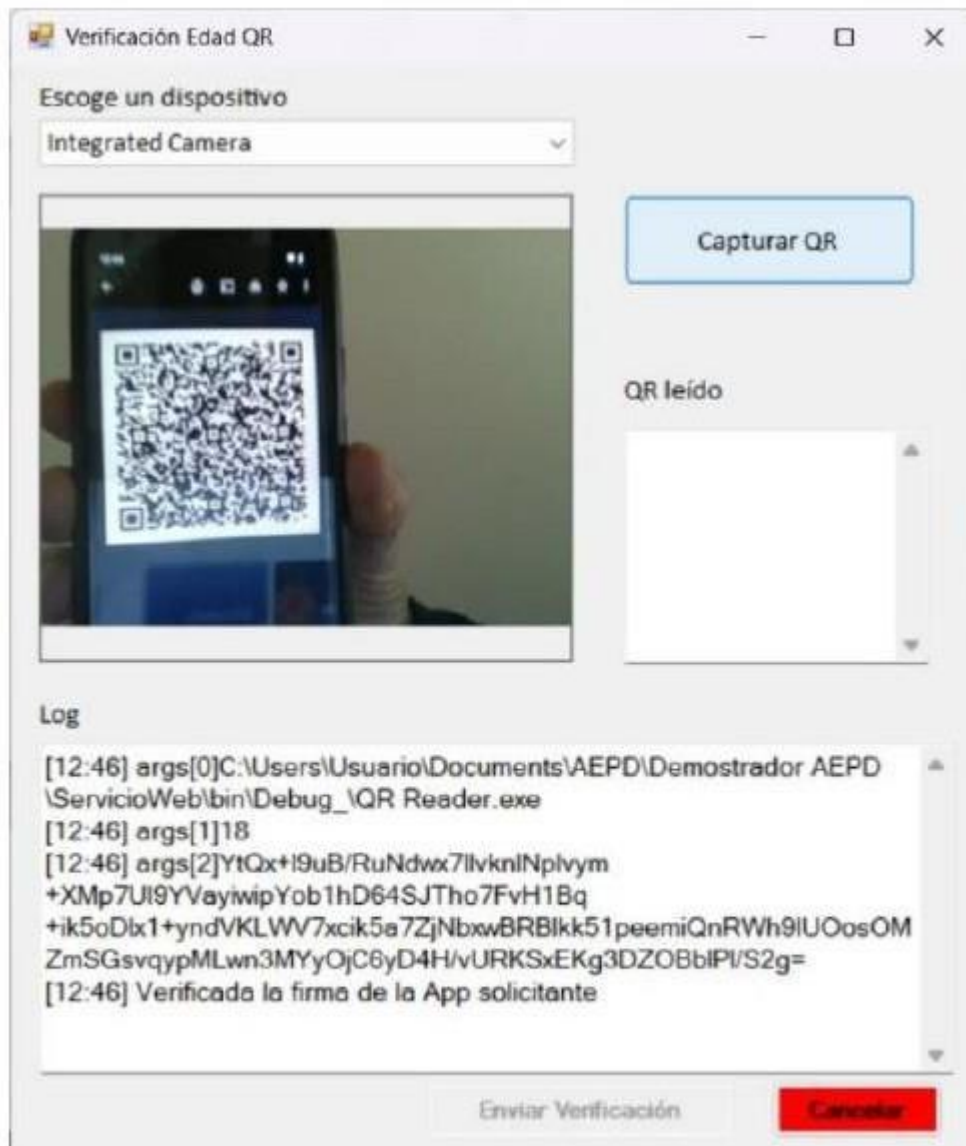 Verificación Edad QR
Escoge un dispositivo
Integrated Camera
Capturar QR
QR leído
Log
[12:46] args[0]C:\Users\Usuario\Documents\AEPD\Demostrador AEPD
\ServicioWeb\bin\Debug_\QR Reader.exe
[12:46] args[1]18
[12:46] args[2]YtQx+I9uB/RuNdwx7IlvknlNplvym
+XMp7Ul9YVayiwipYob1hD64SJTho7FvH1Bq
+ik5oDlx1+yndVKLWV7xcik5a7ZjNbxwBRBlkk51peemiQnRWh9lUOosOM
ZmSGsvqypMLwn3MYyOjC6yD4H/vURKSxEKg3DZOBblPl/S2g=
[12:46] Verificada la firma de la App solicitante
Enviar Verificación
Cancelar